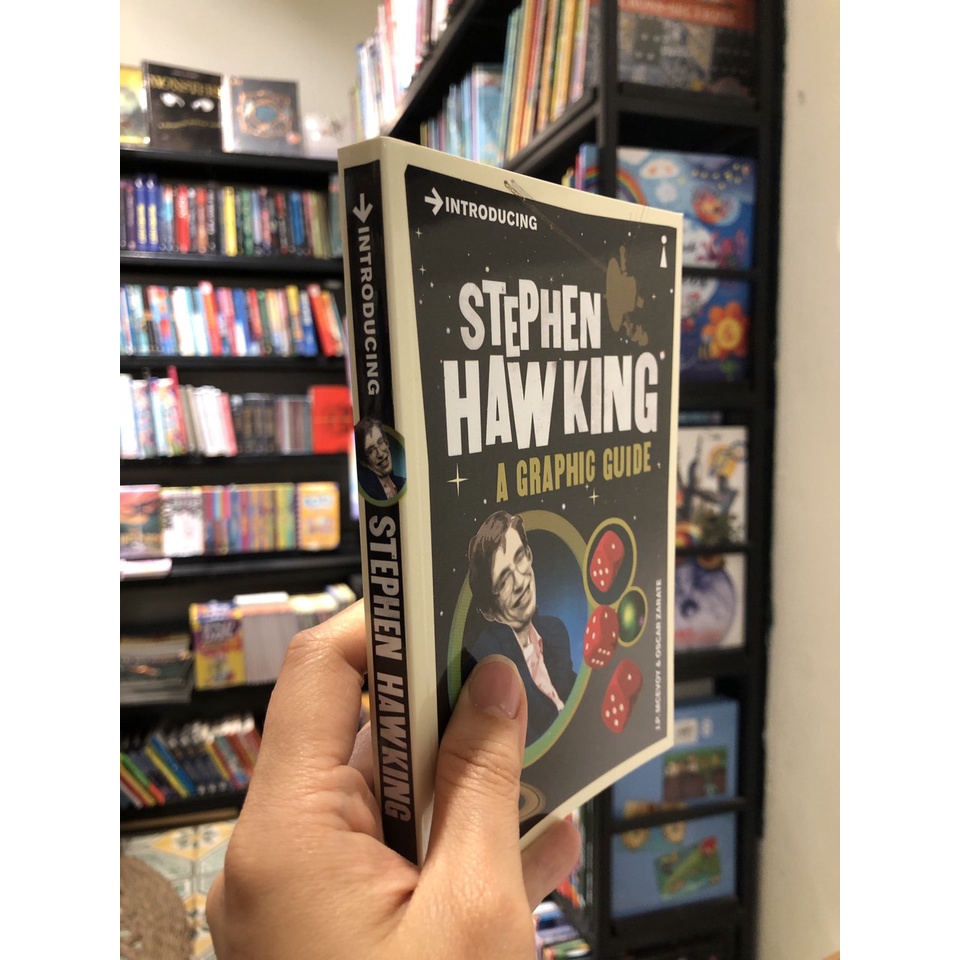 INTRODUCING
STEPHEN HAWKING
INTRODUCING
STEPHEN
HAWKING
A GRAPHIC GUIDE
J.P. MCEVOY & OSCAR ZARATE